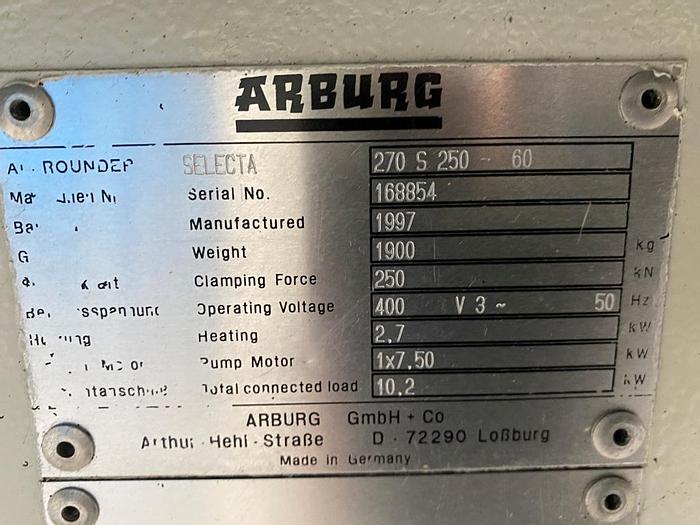 ARBURG
SELECTA 270 S 250 - 60
Serial No. 168854
Manufactured 1997
Weight 1900 kg
Clamping Force 250 kN
Operating Voltage 400 V 3 ~ 50 Hz
Heating 2,7 kW
Pump Motor 1x7,50 kW
Total connected load 10,2 kW
ARBURG GmbH + Co
Arthur - Hehl - Straße D - 72290 Loßburg
Made in Germany